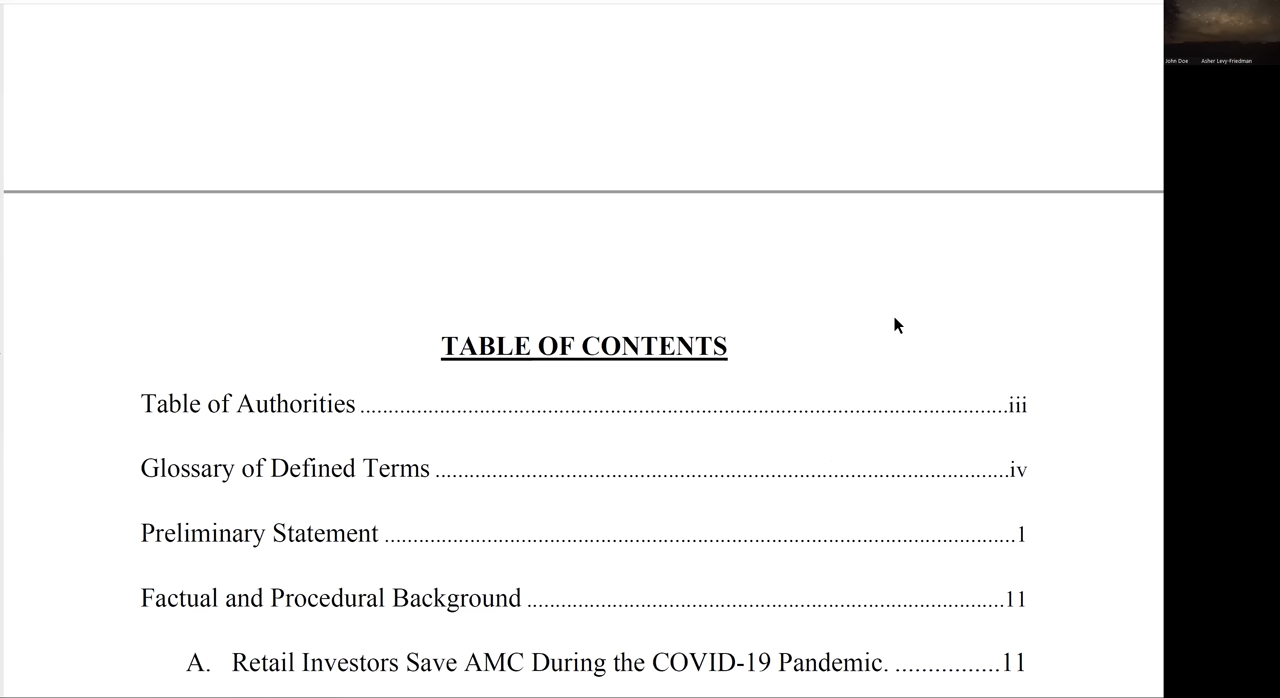 John Doe
Asher Levy-Friedman
TABLE OF CONTENTS
Table of Authorities ............................................................................................................iii
Glossary of Defined Terms ................................................................................................iv
Preliminary Statement .........................................................................................................1
Factual and Procedural Background ................................................................................11
A. Retail Investors Save AMC During the COVID-19 Pandemic. ................11